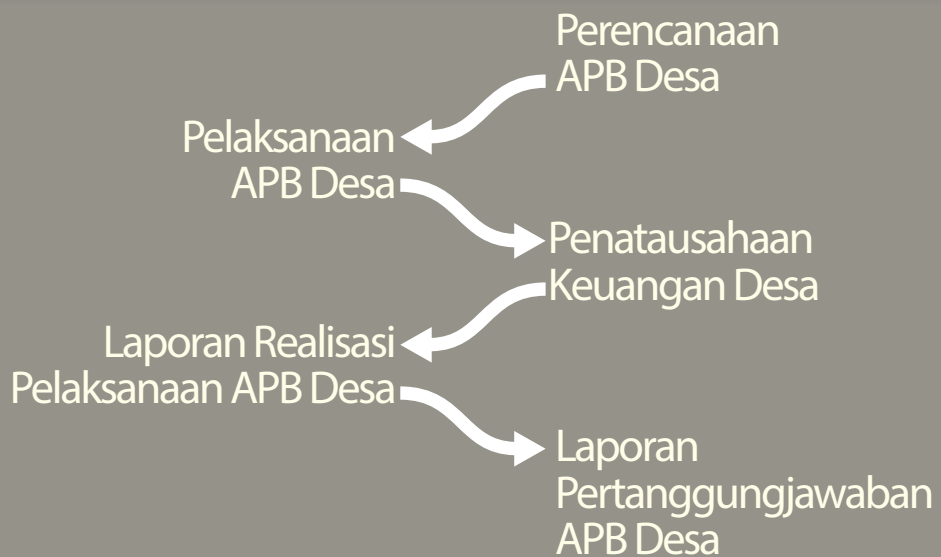 Perencanaan
APB Desa
Pelaksanaan
APB Desa
Penatausahaan
Keuangan Desa
Laporan Realisasi
Pelaksanaan APB Desa
Laporan
Pertanggungjawaban
APB Desa